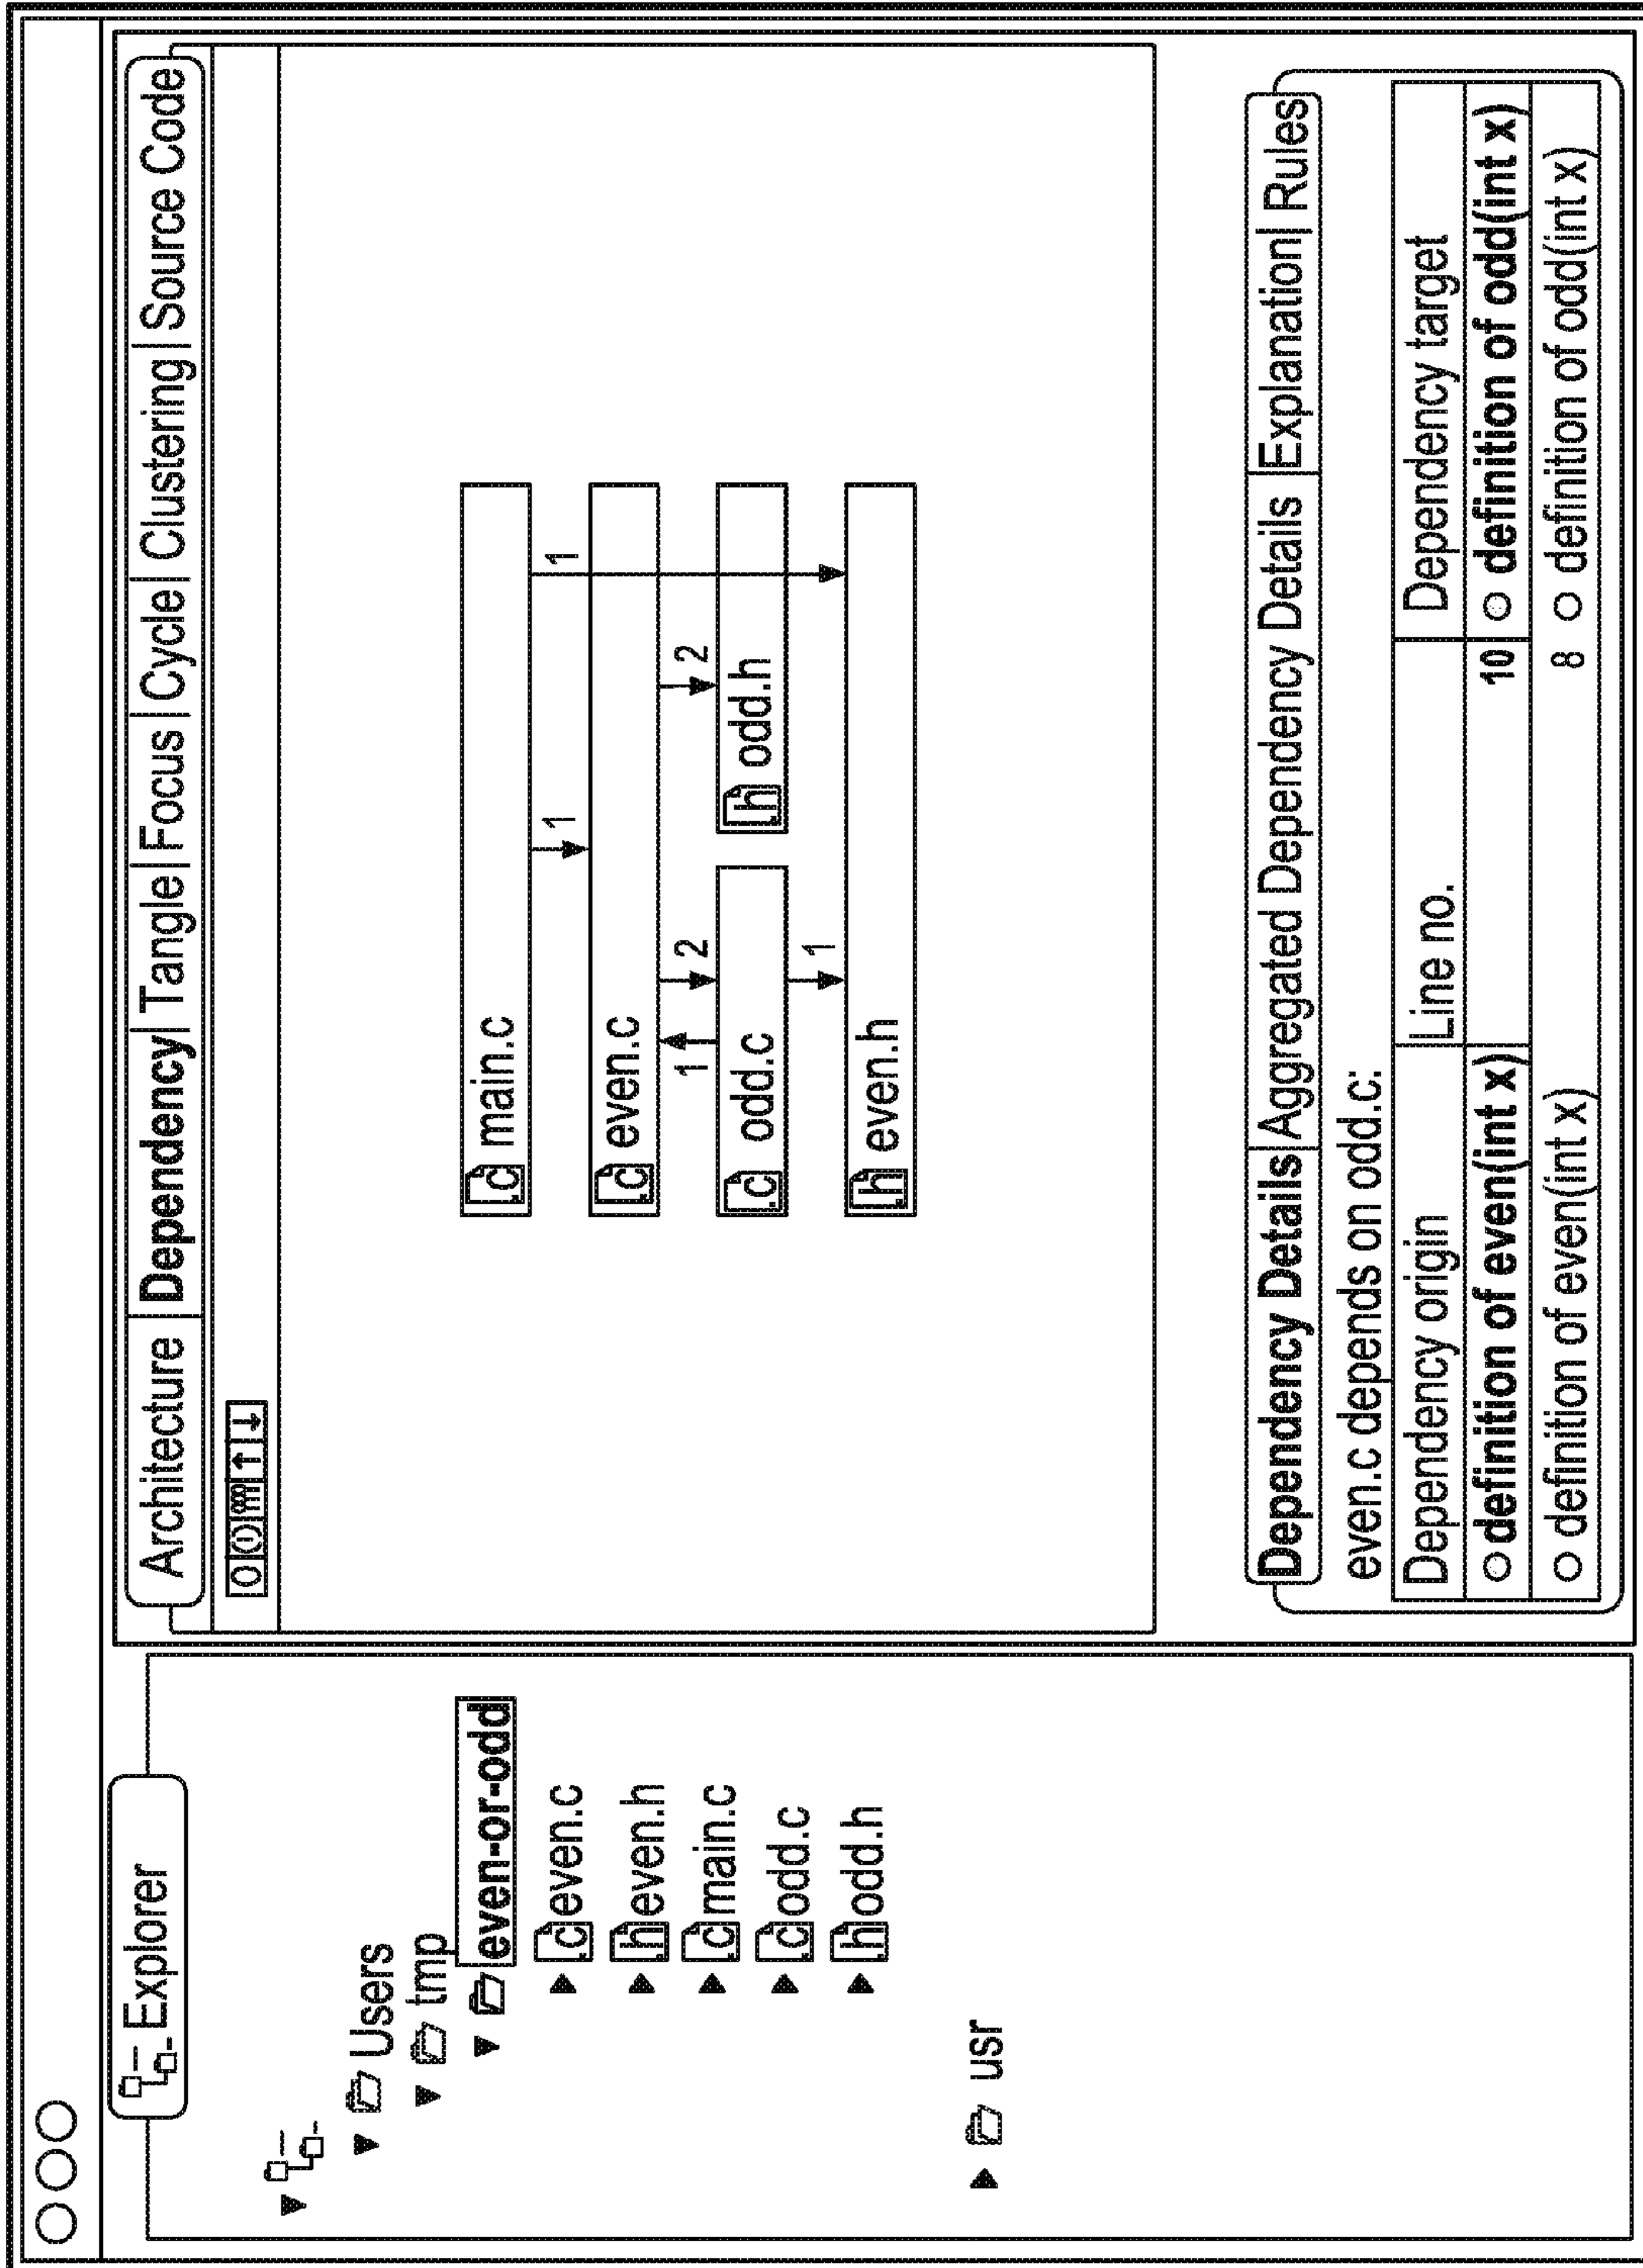 Explorer
Users
tmp
even-or-odd
.c even.c
.h even.h
.c main.c
.c odd.c
.h odd.h
usr
Architecture | Dependency | Tangle | Focus | Cycle | Clustering | Source Code
.c main.c
1
1
.c even.c
1
2
2
.c odd.c
.h odd.h
1
.h even.h
Dependency Details | Aggregated Dependency Details | Explanation | Rules
even.c depends on odd.c:
Dependency origin Line no. Dependency target
definition of even(int x) 10 definition of odd(int x)
definition of even(int x) 8 definition of odd(int x)